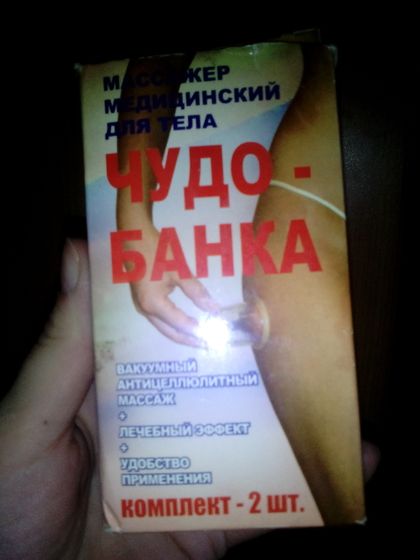 МАССАЖЕР
МЕДИЦИНСКИЙ
ДЛЯ ТЕЛА
ЧУДО -
БАНКА
ВАКУУМНЫЙ
АНТИЦЕЛЛЮЛИТНЫЙ
МАССАЖ
+
ЛЕЧЕБНЫЙ ЭФФЕКТ
+
УДОБСТВО
ПРИМЕНЕНИЯ
КОМПЛЕКТ - 2 ШТ.